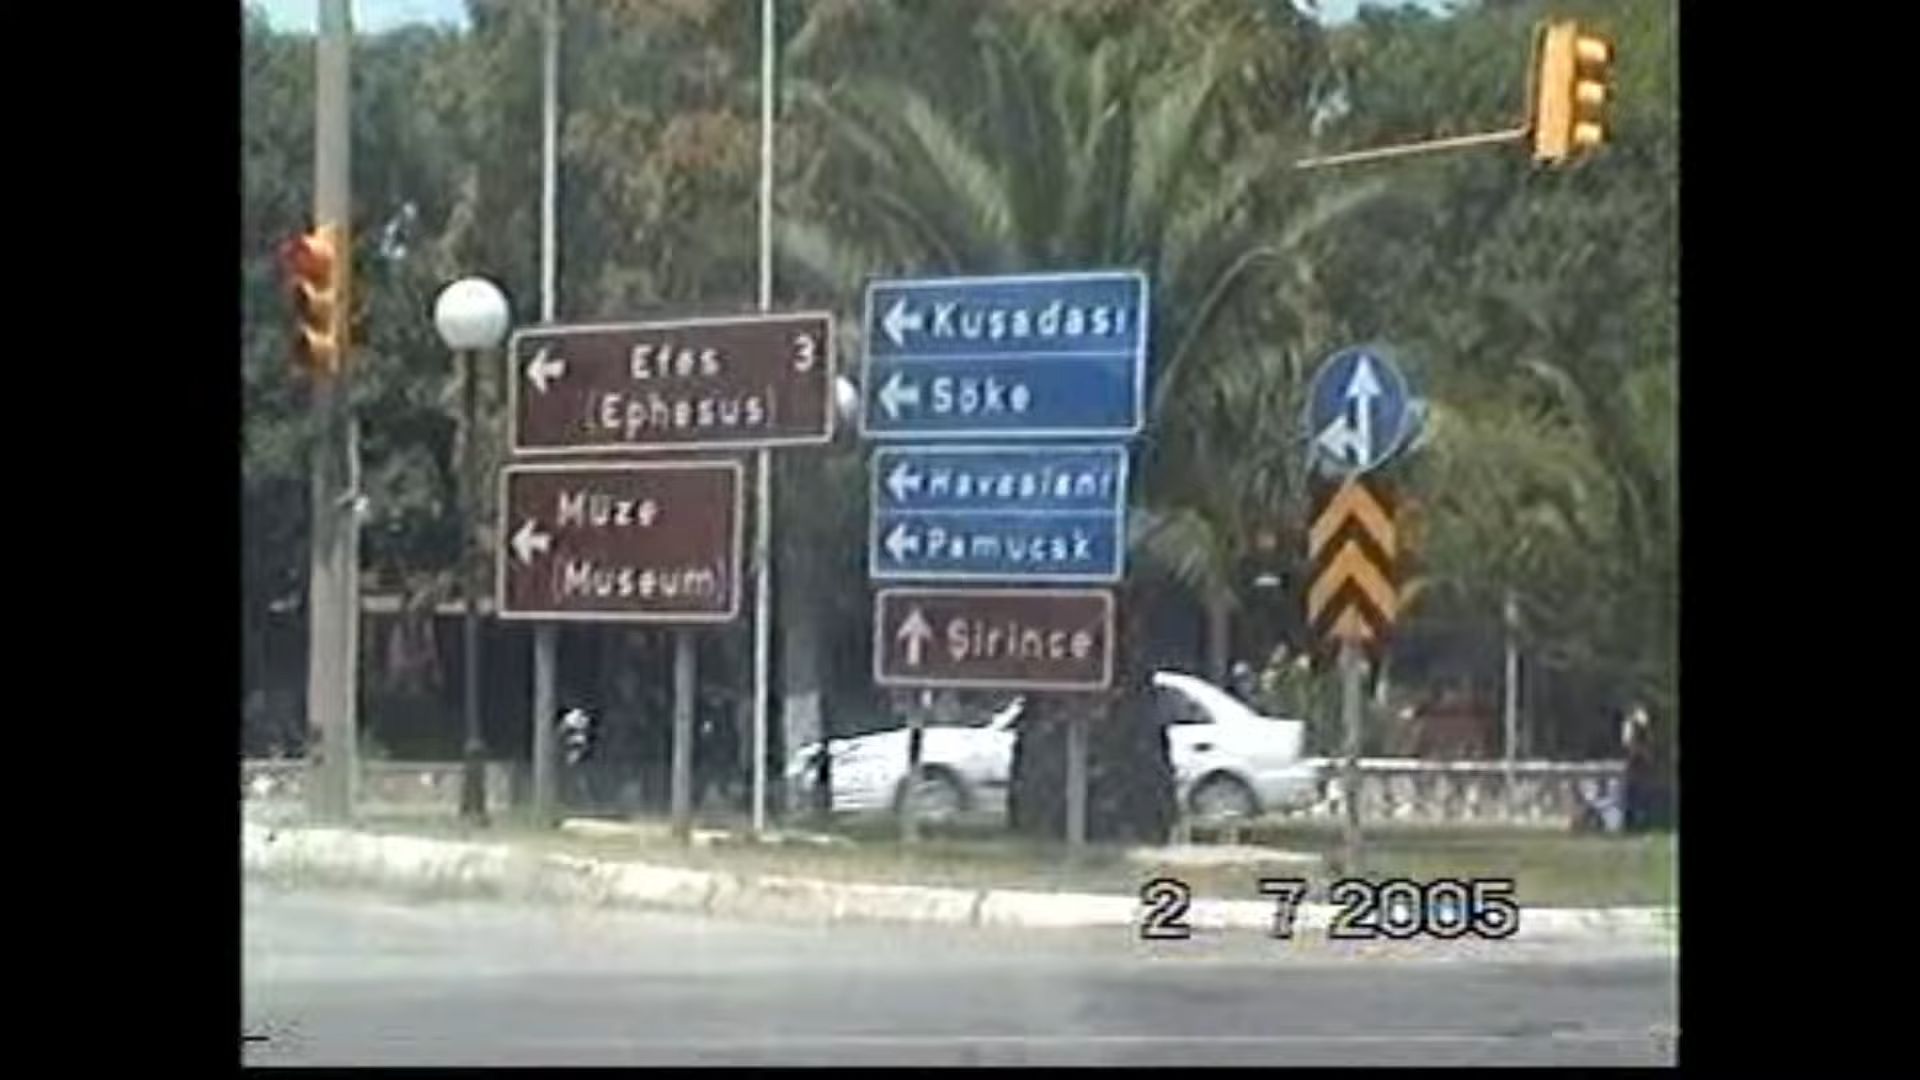 Efes 3
(Ephesus)
Müze
(Museum)
Kuşadası
Söke
Havaalanı
Pamucak
Şirince
2 7 2005